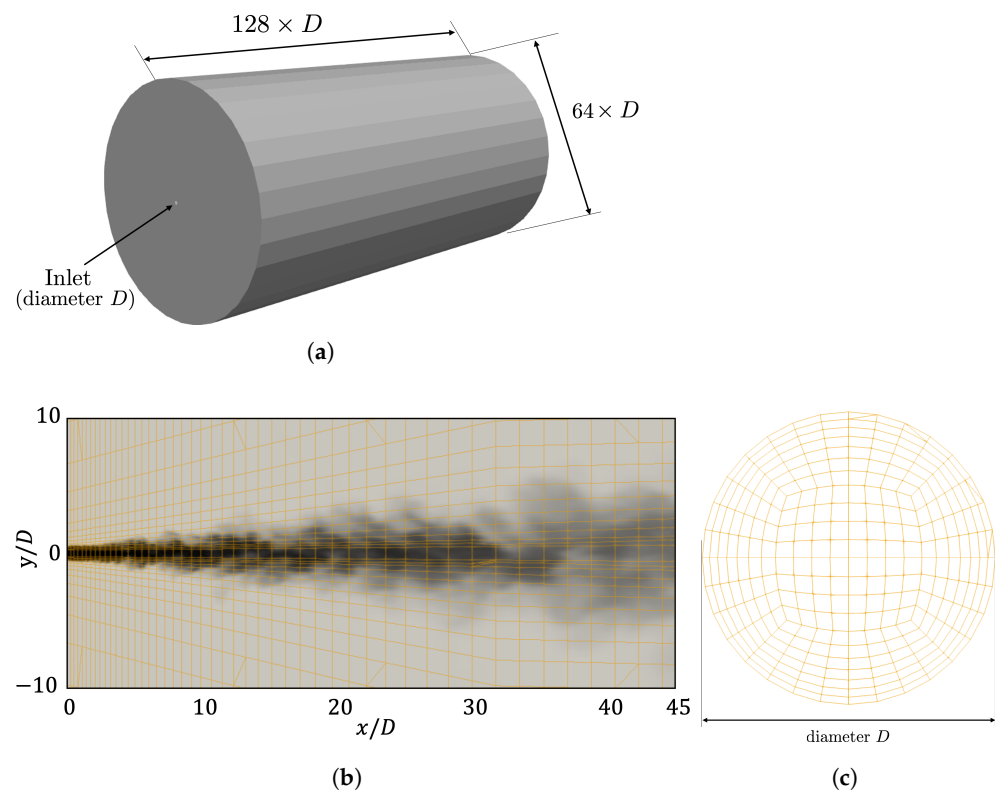 128 × D
64 × D
Inlet
(diameter D)
(a)
10
0
−10
y/D
0
10
20
30
40
45
x/D
(b)
diameter D
(c)